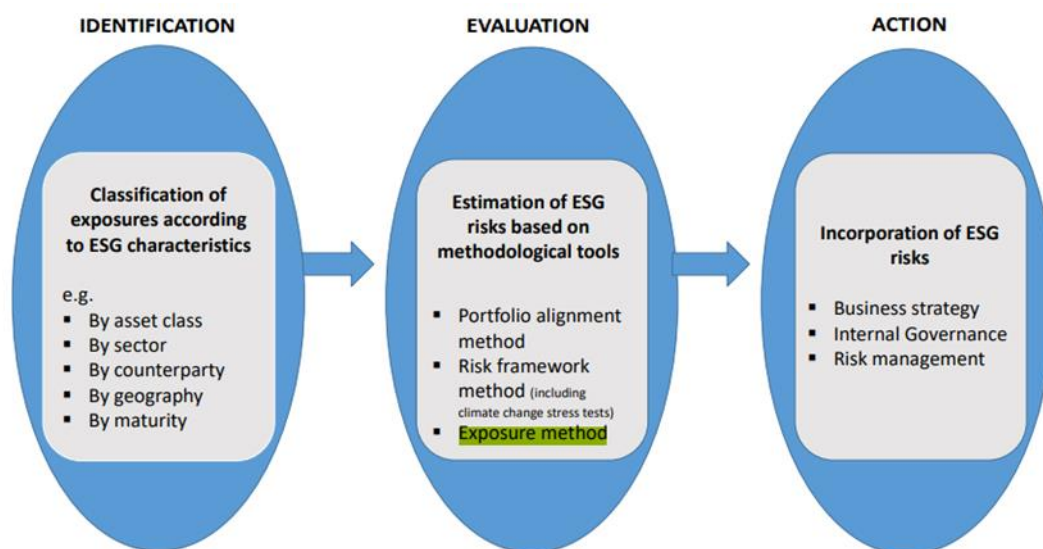 IDENTIFICATION
Classification of
exposures according
to ESG characteristics
e.g.
▪ By asset class
▪ By sector
▪ By counterparty
▪ By geography
▪ By maturity
EVALUATION
Estimation of ESG
risks based on
methodological tools
▪ Portfolio alignment
method
▪ Risk framework
method (including
climate change stress tests)
▪ Exposure method
ACTION
Incorporation of ESG
risks
▪ Business strategy
▪ Internal Governance
▪ Risk management